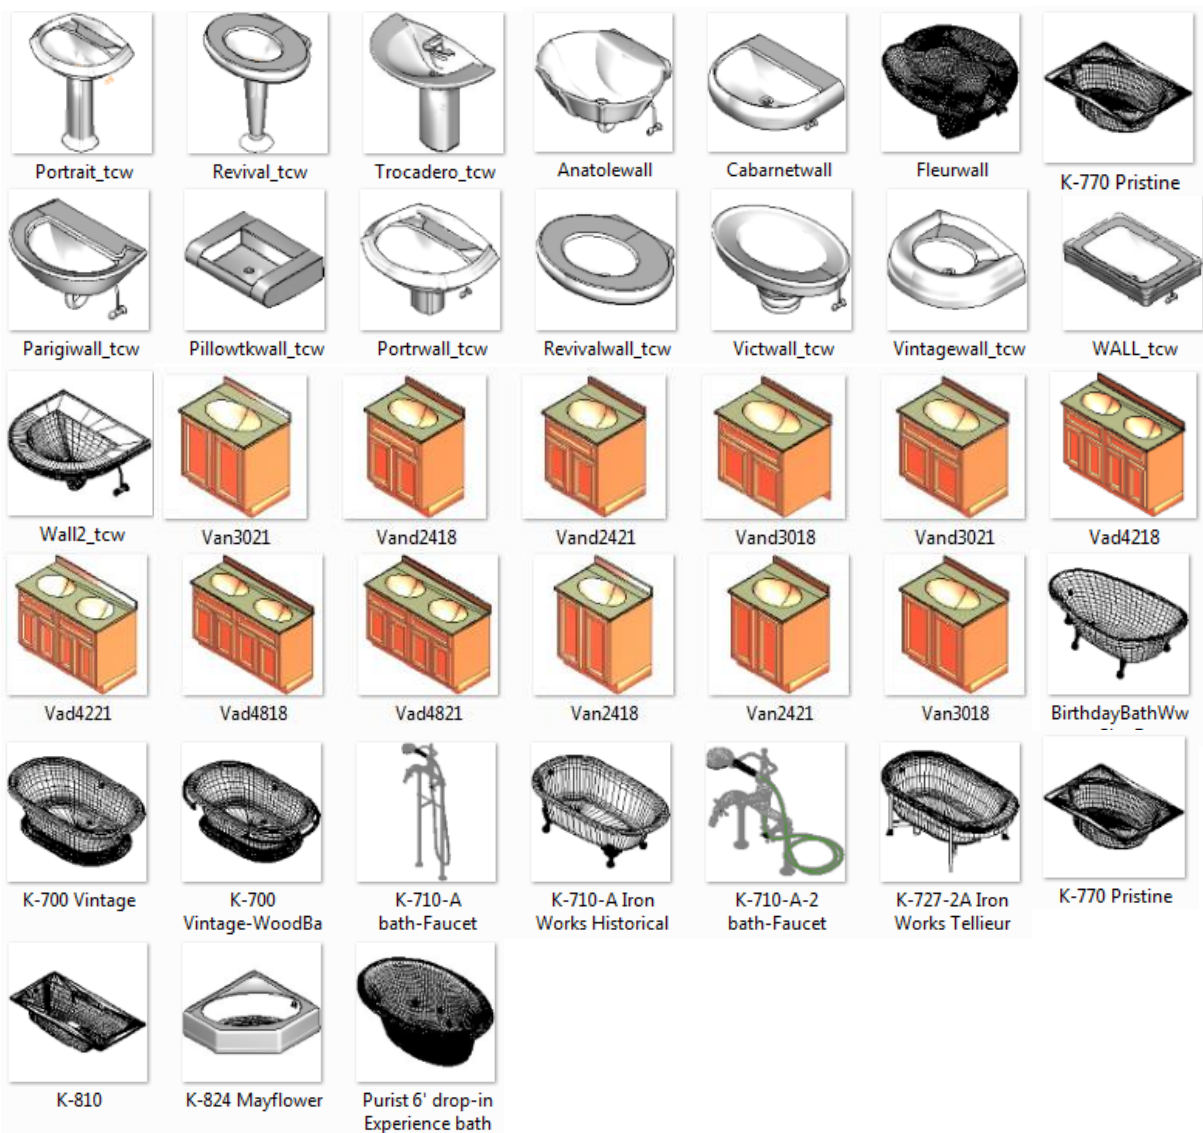 Portrait_tcw
Revival_tcw
Trocadero_tcw
Anatolewall
Cabarnetwall
Fleurwall
K-770 Pristine
Parigiwall_tcw
Pillowtkwall_tcw
Portrwall_tcw
Revivalwall_tcw
Victwall_tcw
Vintagewall_tcw
WALL_tcw
Wall2_tcw
Van3021
Vand2418
Vand2421
Vand3018
Vand3021
Vad4218
Vad4221
Vad4818
Vad4821
Van2418
Van2421
Van3018
BirthdayBathWw
K-700 Vintage
K-700
Vintage-WoodBa
K-710-A
bath-Faucet
K-710-A Iron
Works Historical
K-710-A-2
bath-Faucet
K-727-2A Iron
Works Tellieur
K-770 Pristine
K-810
K-824 Mayflower
Purist 6' drop-in
Experience bath